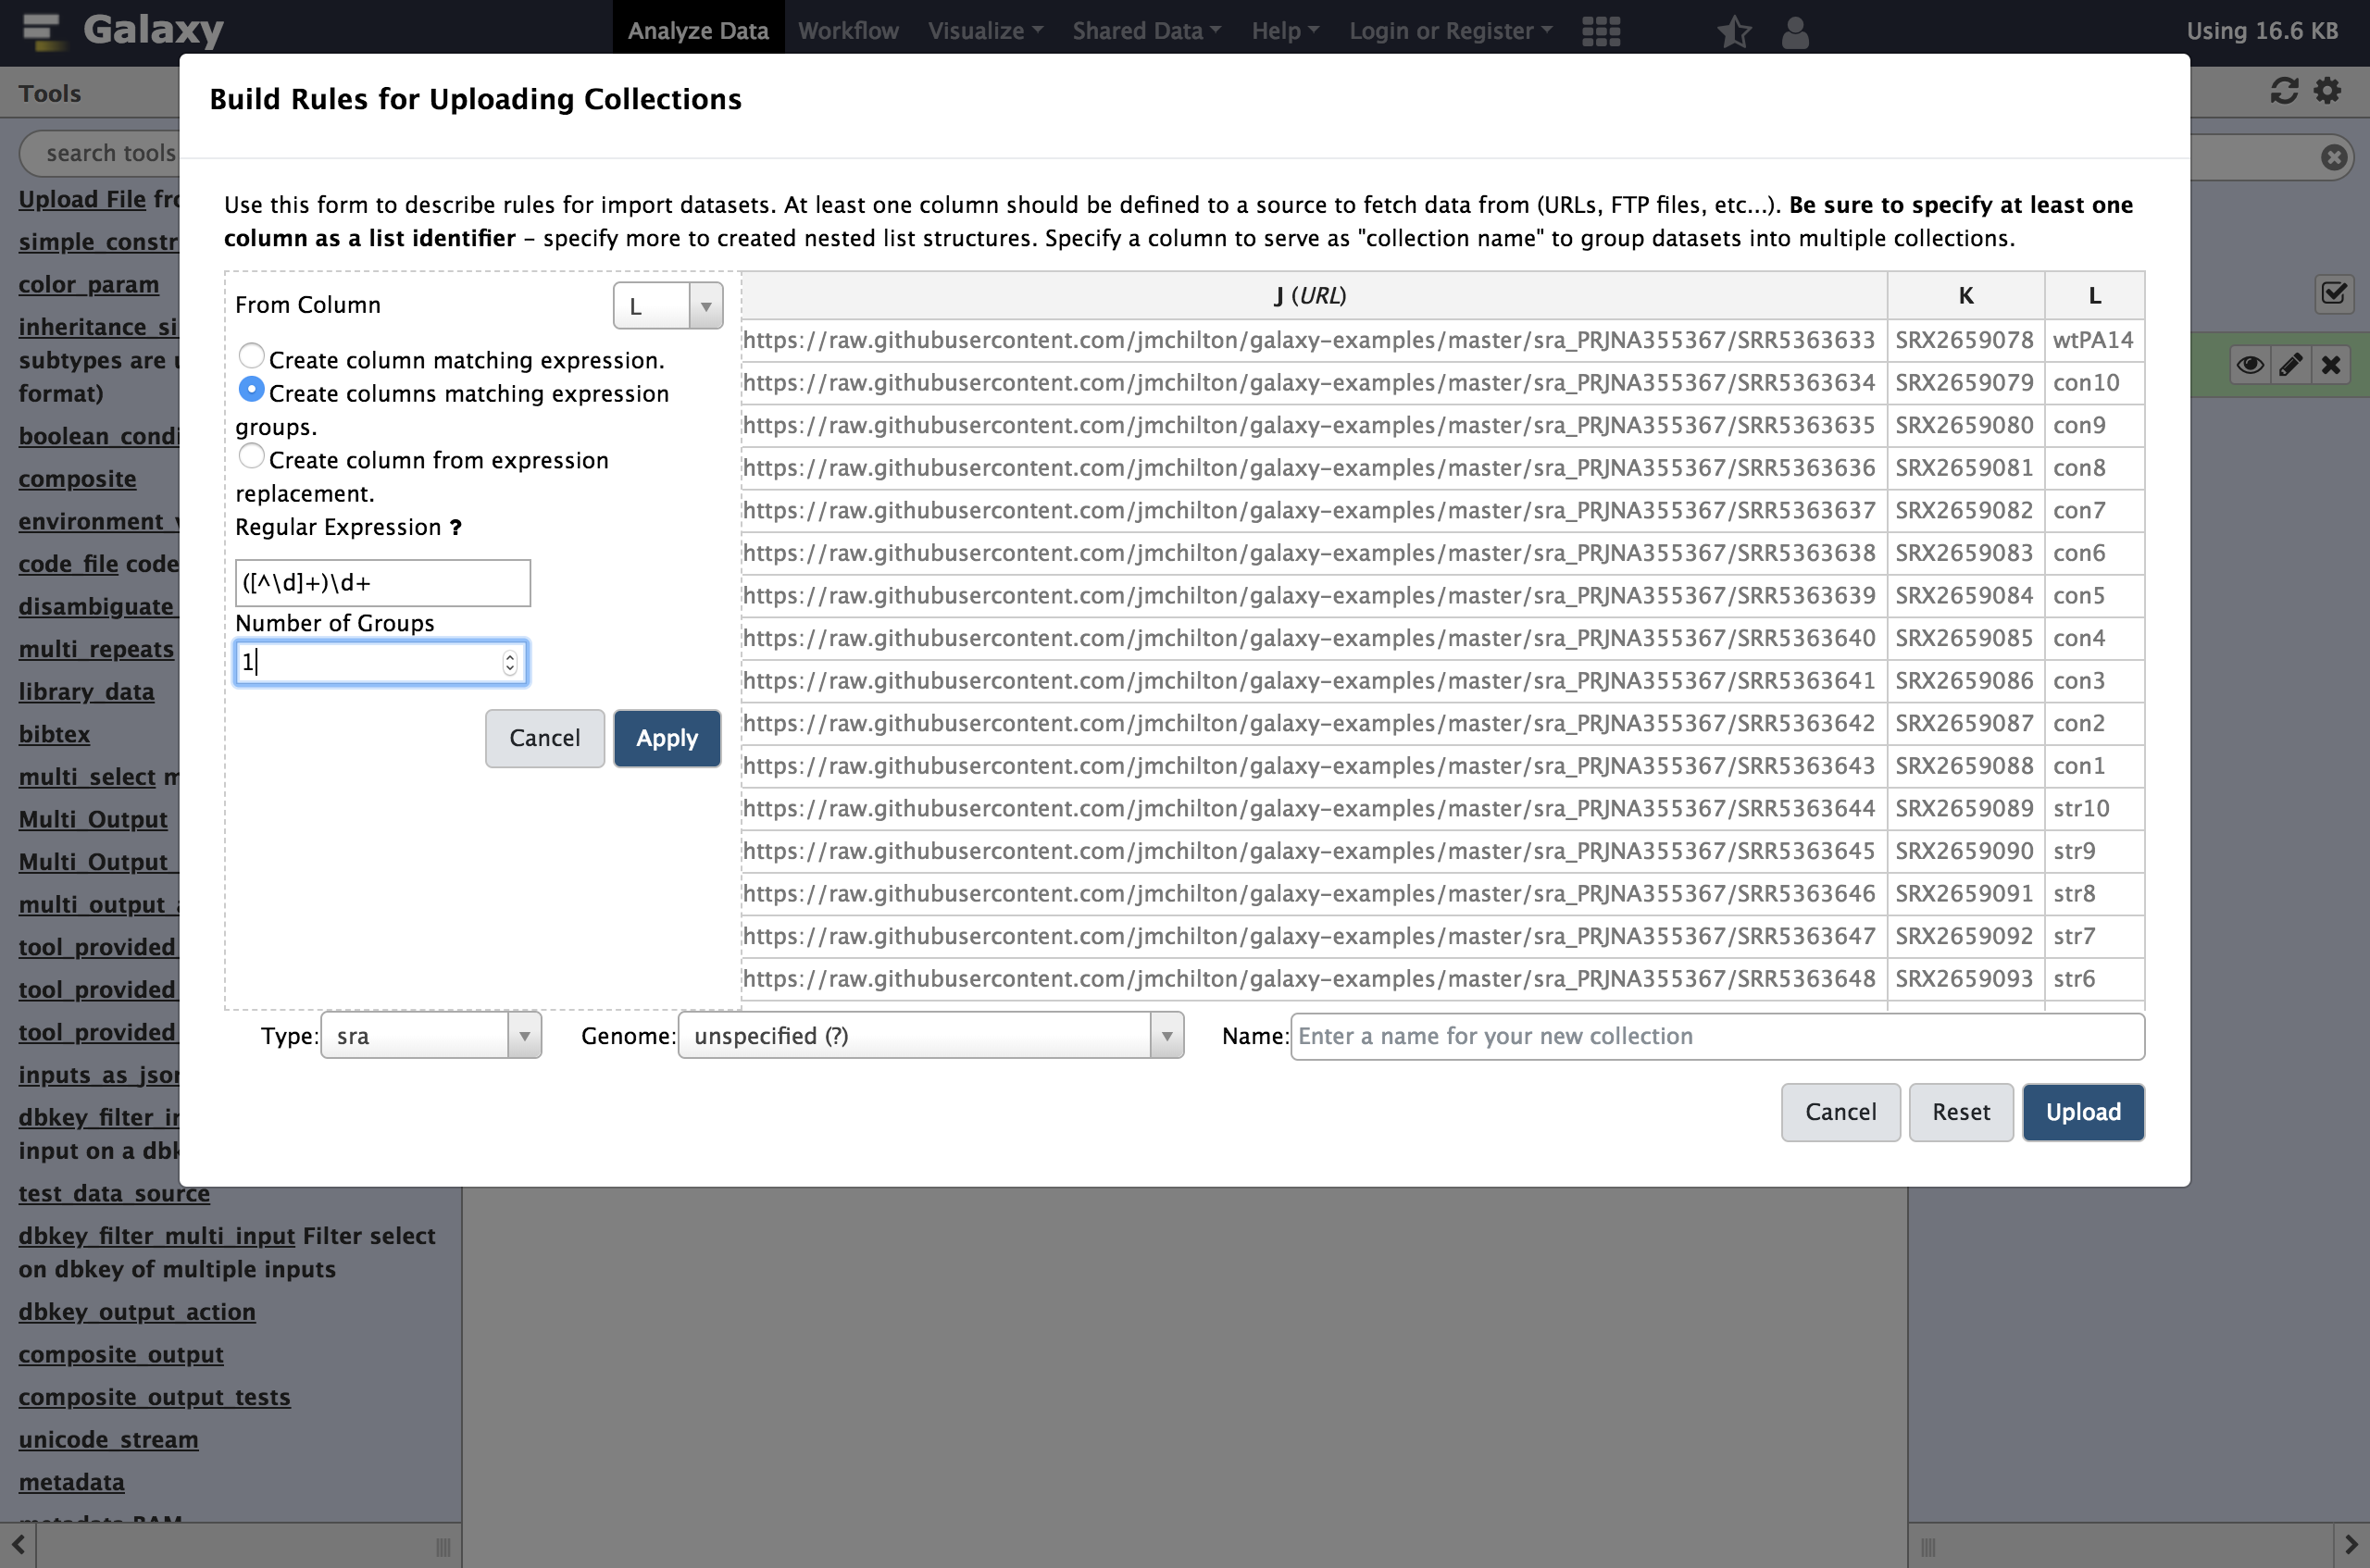 Galaxy
Analyze Data Workflow Visualize Shared Data Help Login or Register Using 16.6 KB
Tools
search tools
Upload File
simple_constr
color_param
inheritance_si
subtypes are
format)
boolean_condi
composite
environment
code_file code
disambiguate
multi_repeats
library_data
bibtex
multi_select
Multi_Output
Multi_Output
multi_output
tool_provided
tool_provided
tool_provided
inputs_as_json
dbkey_filter_in
input on a dbk
test_data_source
dbkey_filter_multi_input Filter select
on dbkey of multiple inputs
dbkey_output_action
composite_output
composite_output_tests
unicode_stream
metadata
metadata_BAM
Build Rules for Uploading Collections
Use this form to describe rules for import datasets. At least one column should be defined to a source to fetch data from (URLs, FTP files, etc...). Be sure to specify at least one
column as a list identifier – specify more to created nested list structures. Specify a column to serve as "collection name" to group datasets into multiple collections.
From Column L
Create column matching expression.
Create columns matching expression
groups.
Create column from expression
replacement.
Regular Expression ?
([^\d]+)\d+
Number of Groups
1
Cancel Apply
J (URL) K L
https://raw.githubusercontent.com/jmchilton/galaxy-examples/master/sra_PRJNA355367/SRR5363633 SRX2659078 wtPA14
https://raw.githubusercontent.com/jmchilton/galaxy-examples/master/sra_PRJNA355367/SRR5363634 SRX2659079 con10
https://raw.githubusercontent.com/jmchilton/galaxy-examples/master/sra_PRJNA355367/SRR5363635 SRX2659080 con9
https://raw.githubusercontent.com/jmchilton/galaxy-examples/master/sra_PRJNA355367/SRR5363636 SRX2659081 con8
https://raw.githubusercontent.com/jmchilton/galaxy-examples/master/sra_PRJNA355367/SRR5363637 SRX2659082 con7
https://raw.githubusercontent.com/jmchilton/galaxy-examples/master/sra_PRJNA355367/SRR5363638 SRX2659083 con6
https://raw.githubusercontent.com/jmchilton/galaxy-examples/master/sra_PRJNA355367/SRR5363639 SRX2659084 con5
https://raw.githubusercontent.com/jmchilton/galaxy-examples/master/sra_PRJNA355367/SRR5363640 SRX2659085 con4
https://raw.githubusercontent.com/jmchilton/galaxy-examples/master/sra_PRJNA355367/SRR5363641 SRX2659086 con3
https://raw.githubusercontent.com/jmchilton/galaxy-examples/master/sra_PRJNA355367/SRR5363642 SRX2659087 con2
https://raw.githubusercontent.com/jmchilton/galaxy-examples/master/sra_PRJNA355367/SRR5363643 SRX2659088 con1
https://raw.githubusercontent.com/jmchilton/galaxy-examples/master/sra_PRJNA355367/SRR5363644 SRX2659089 str10
https://raw.githubusercontent.com/jmchilton/galaxy-examples/master/sra_PRJNA355367/SRR5363645 SRX2659090 str9
https://raw.githubusercontent.com/jmchilton/galaxy-examples/master/sra_PRJNA355367/SRR5363646 SRX2659091 str8
https://raw.githubusercontent.com/jmchilton/galaxy-examples/master/sra_PRJNA355367/SRR5363647 SRX2659092 str7
https://raw.githubusercontent.com/jmchilton/galaxy-examples/master/sra_PRJNA355367/SRR5363648 SRX2659093 str6
Type: sra Genome: unspecified (?) Name: Enter a name for your new collection
Cancel Reset Upload